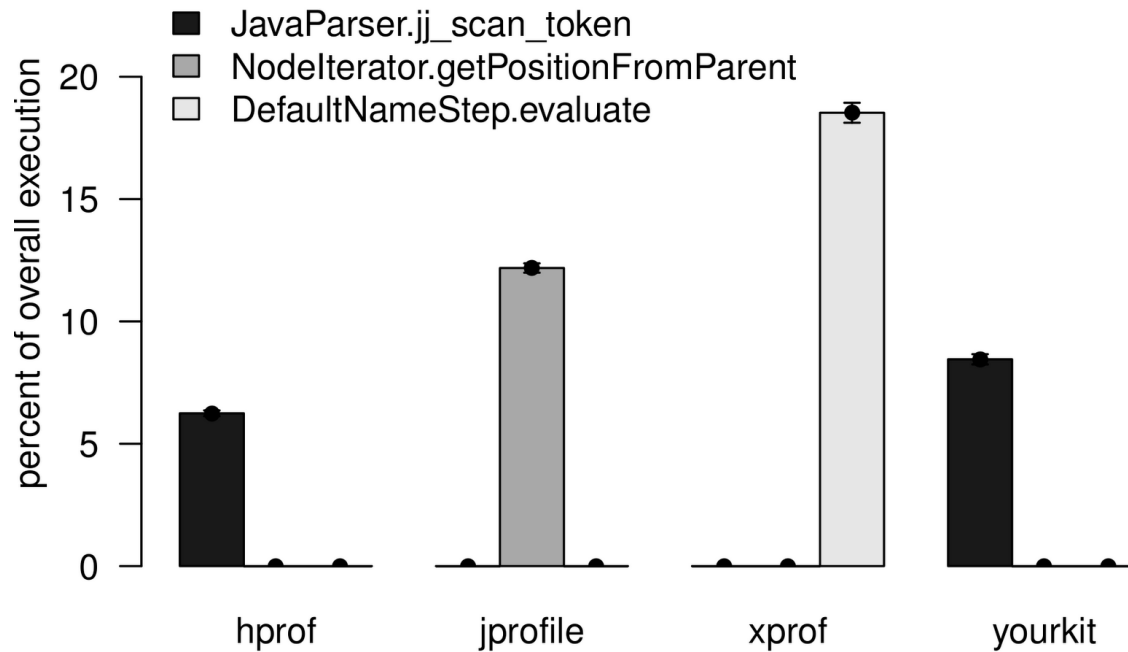 JavaParser.jj_scan_token
NodeIterator.getPositionFromParent
DefaultNameStep.evaluate
percent of overall execution
20
15
10
5
0
hprof jprofile xprof yourkit